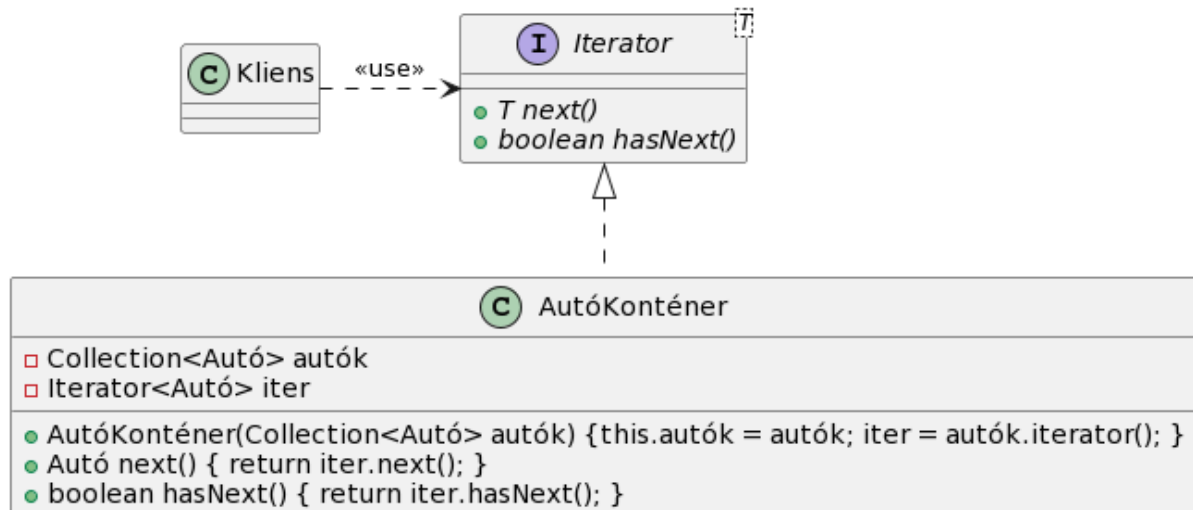 T
I Iterator
C Kliens
«use»
T next()
boolean hasNext()
C AutóKonténer
Collection<Autó> autók
Iterator<Autó> iter
AutóKonténer(Collection<Autó> autók) {this.autók = autók; iter = autók.iterator(); }
Autó next() { return iter.next(); }
boolean hasNext() { return iter.hasNext(); }